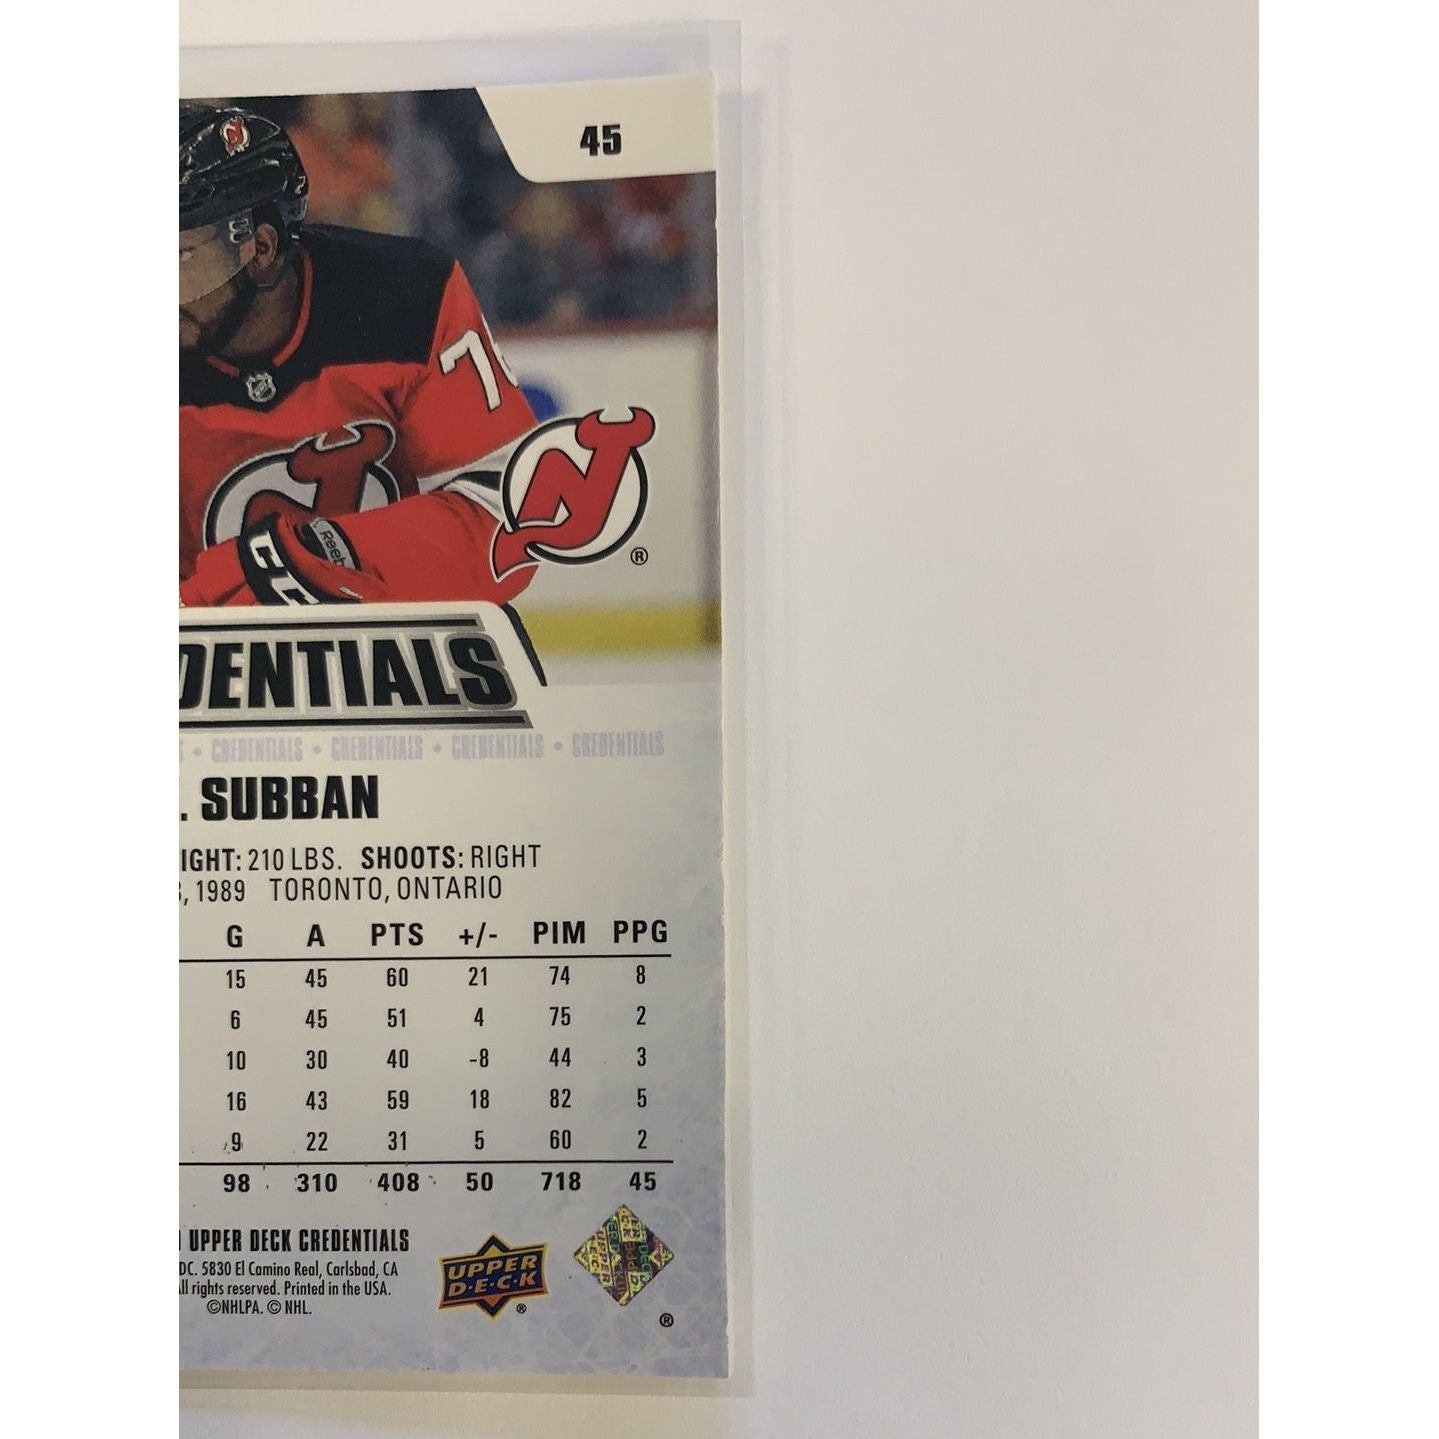 45
7
Reeb
®
DENTIALS
• CREDENTIALS • CREDENTIALS • CREDENTIALS • CREDENTIALS
. SUBBAN
IGHT: 210 LBS. SHOOTS: RIGHT
, 1989 TORONTO, ONTARIO
G A PTS +/- PIM PPG
15 45 60 21 74 8
6 45 51 4 75 2
10 30 40 -8 44 3
16 43 59 18 82 5
9 22 31 5 60 2
98 310 408 50 718 45
UPPER DECK CREDENTIALS
DC. 5830 El Camino Real, Carlsbad, CA
ll rights reserved. Printed in the USA.
©NHLPA. © NHL.
UPPER
D·E·C·K
®
®